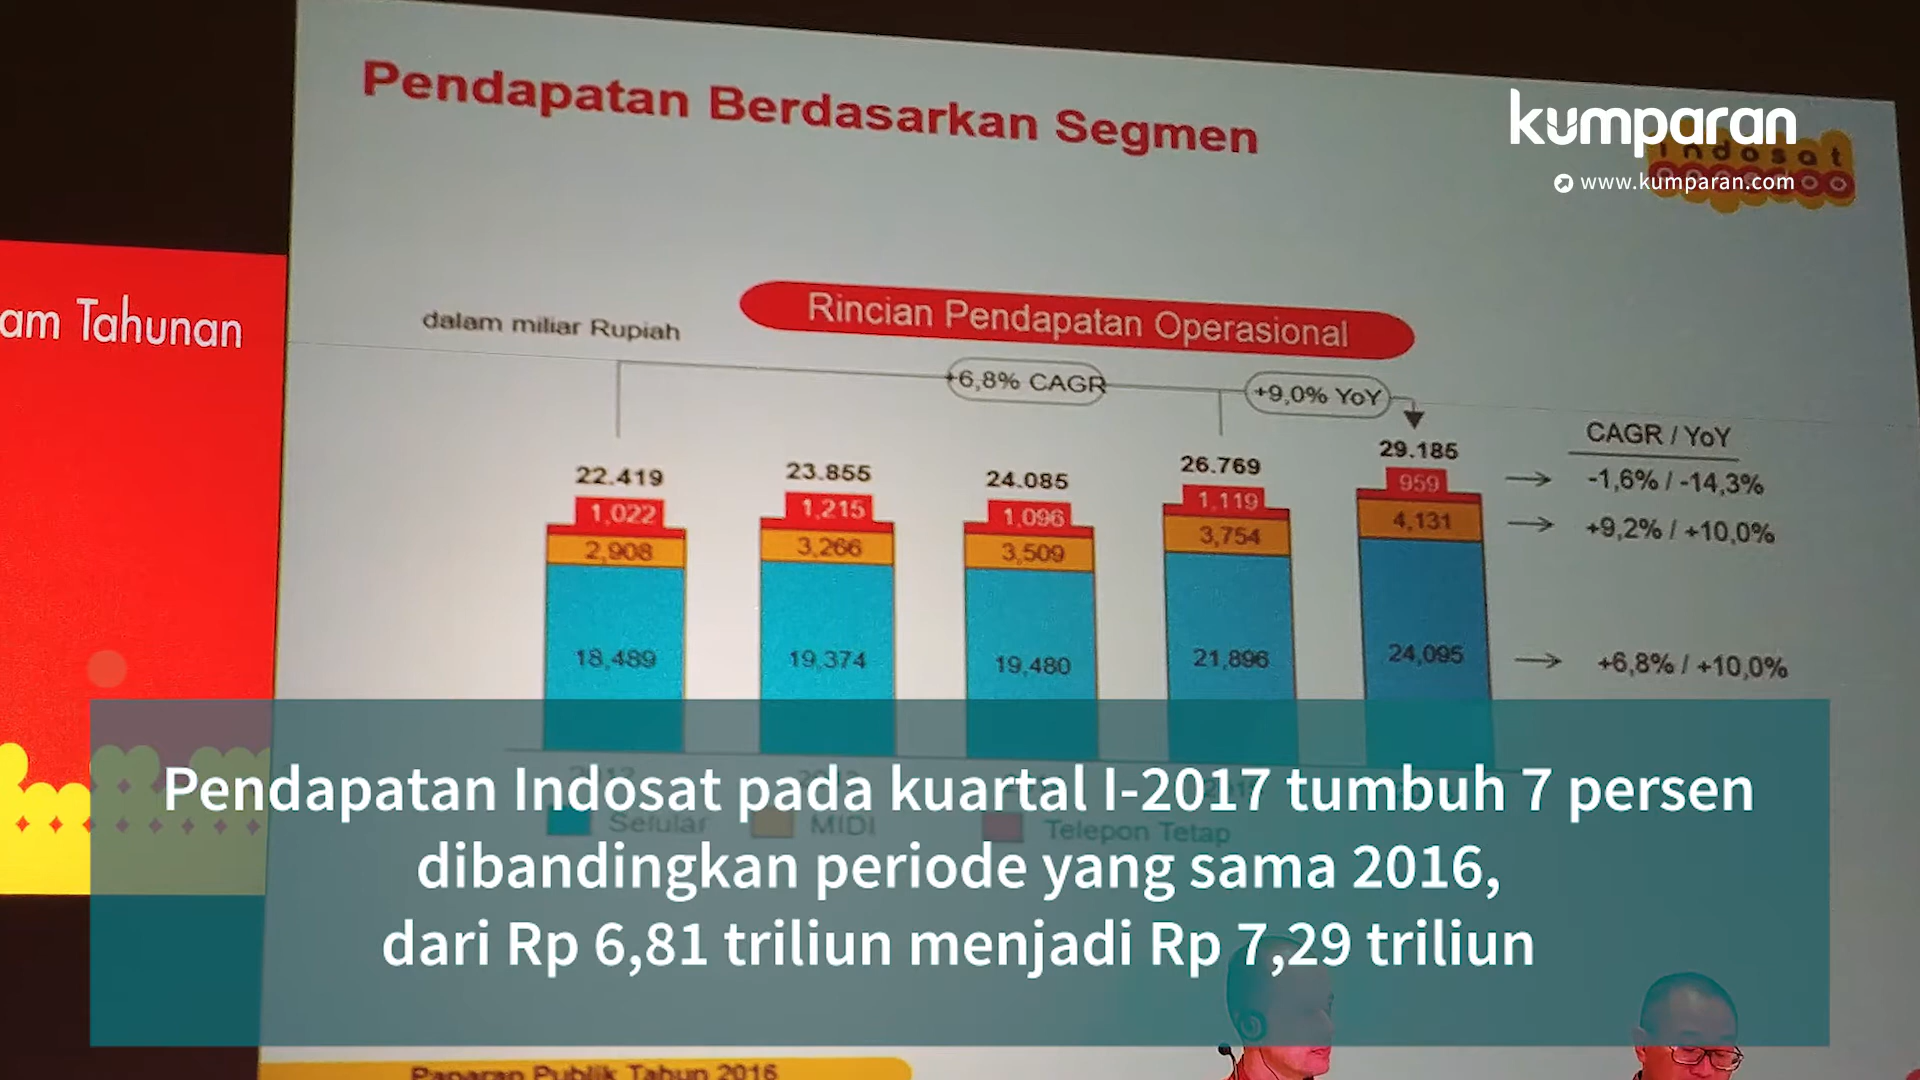 Pendapatan Berdasarkan Segmen
kumparan
www.kumparan.com
indosat
am Tahunan
dalam miliar Rupiah
Rincian Pendapatan Operasional
+6,8% CAGR
+9,0% YoY
CAGR / YoY
22.419
23.855
24.085
26.769
29.185
-1,6% / -14,3%
1,022
1,215
1,096
1,119
959
+9,2% / +10,0%
2,908
3,266
3,509
3,754
4,131
18,489
19,374
19,480
21,896
24,095
+6,8% / +10,0%
Selular
MIDI
Telepon Tetap
Pendapatan Indosat pada kuartal I-2017 tumbuh 7 persen
dibandingkan periode yang sama 2016,
dari Rp 6,81 triliun menjadi Rp 7,29 triliun
Paparan Publik Tahun 2016